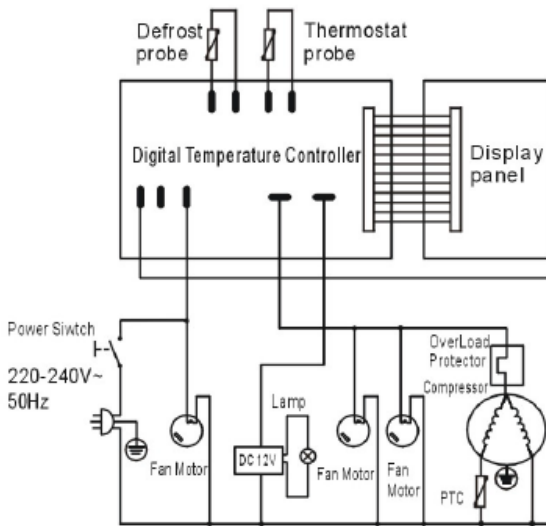 Defrost
probe
Thermostat
probe
Digital Temperature Controller
Display
panel
Power Siwtch
220-240V~
50Hz
OverLoad
Protector
Compressor
Lamp
DC 12V
Fan Motor
Fan Motor
Fan
Motor
PTC